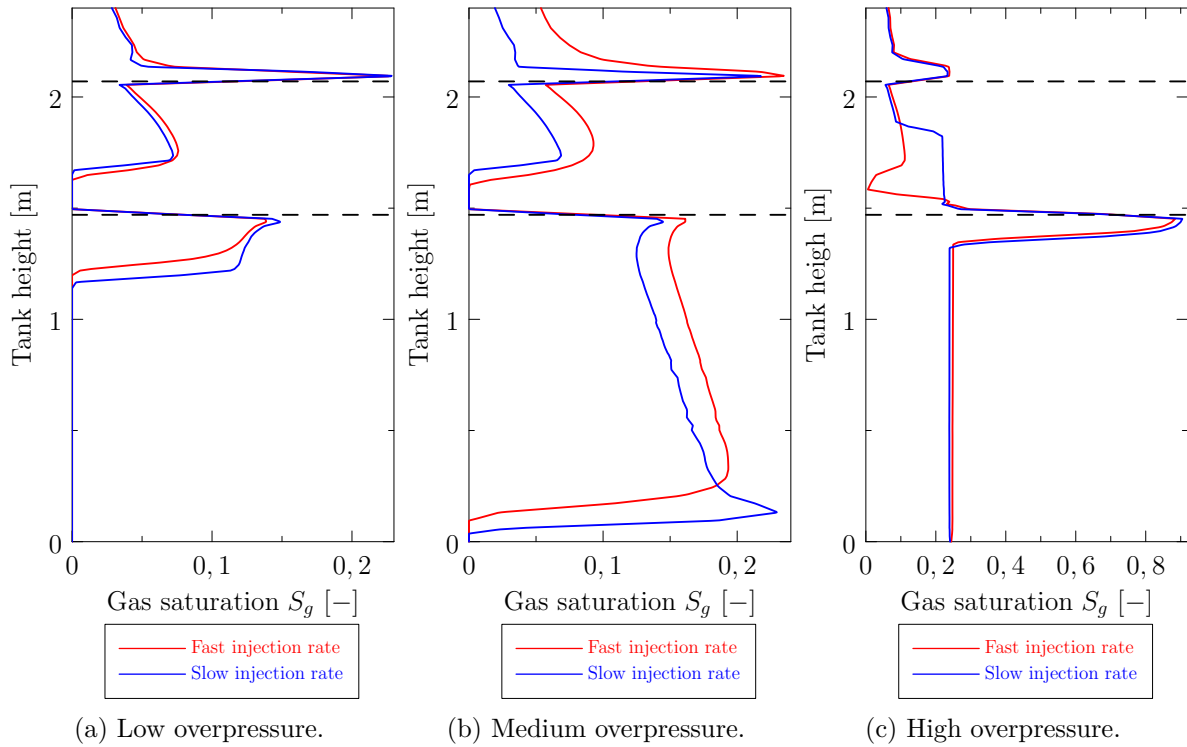 2
1
0
Tank height [m]
0
0, 1
0, 2
Gas saturation S_g [−]
Fast injection rate
Slow injection rate
(a) Low overpressure.
2
1
0
Tank height [m]
0
0, 1
0, 2
Gas saturation S_g [−]
Fast injection rate
Slow injection rate
(b) Medium overpressure.
2
1
0
Tank heigh [m]
0
0, 2
0, 4
0, 6
0, 8
Gas saturation S_g [−]
Fast injection rate
Slow injection rate
(c) High overpressure.